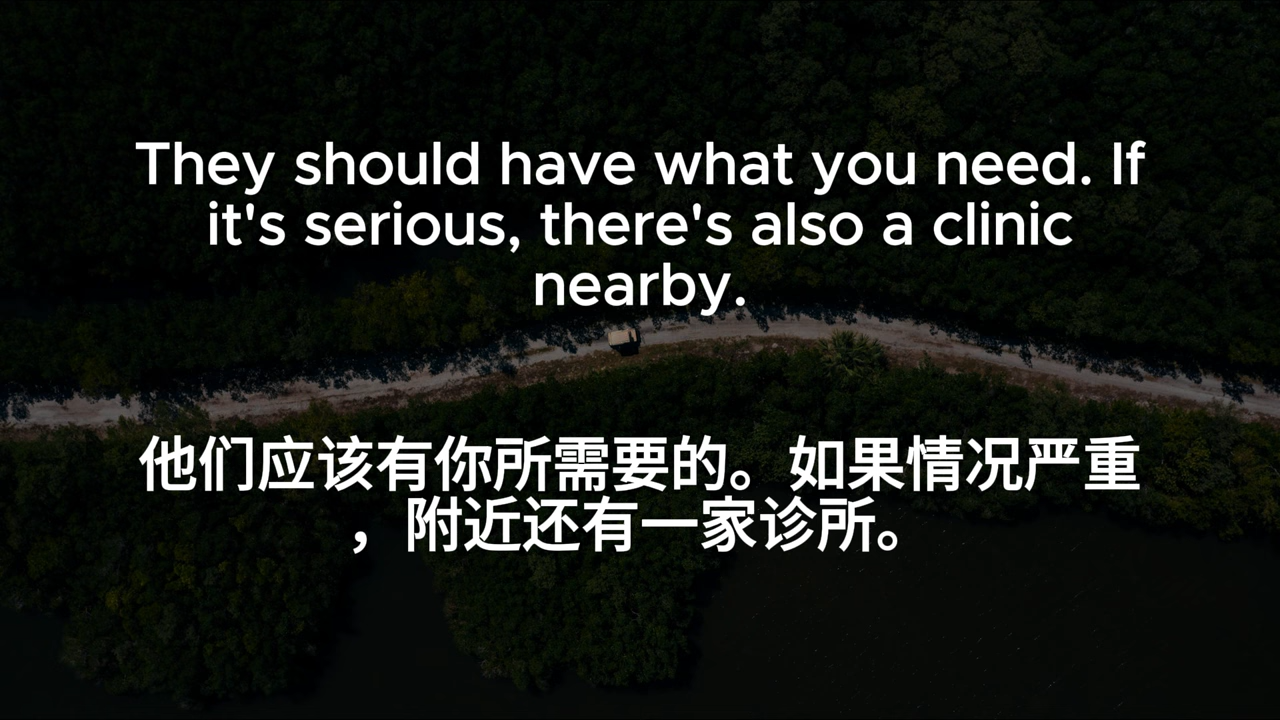 They should have what you need. If
it's serious, there's also a clinic
nearby.
他们应该有你所需要的。如果情况严重
，附近还有一家诊所。